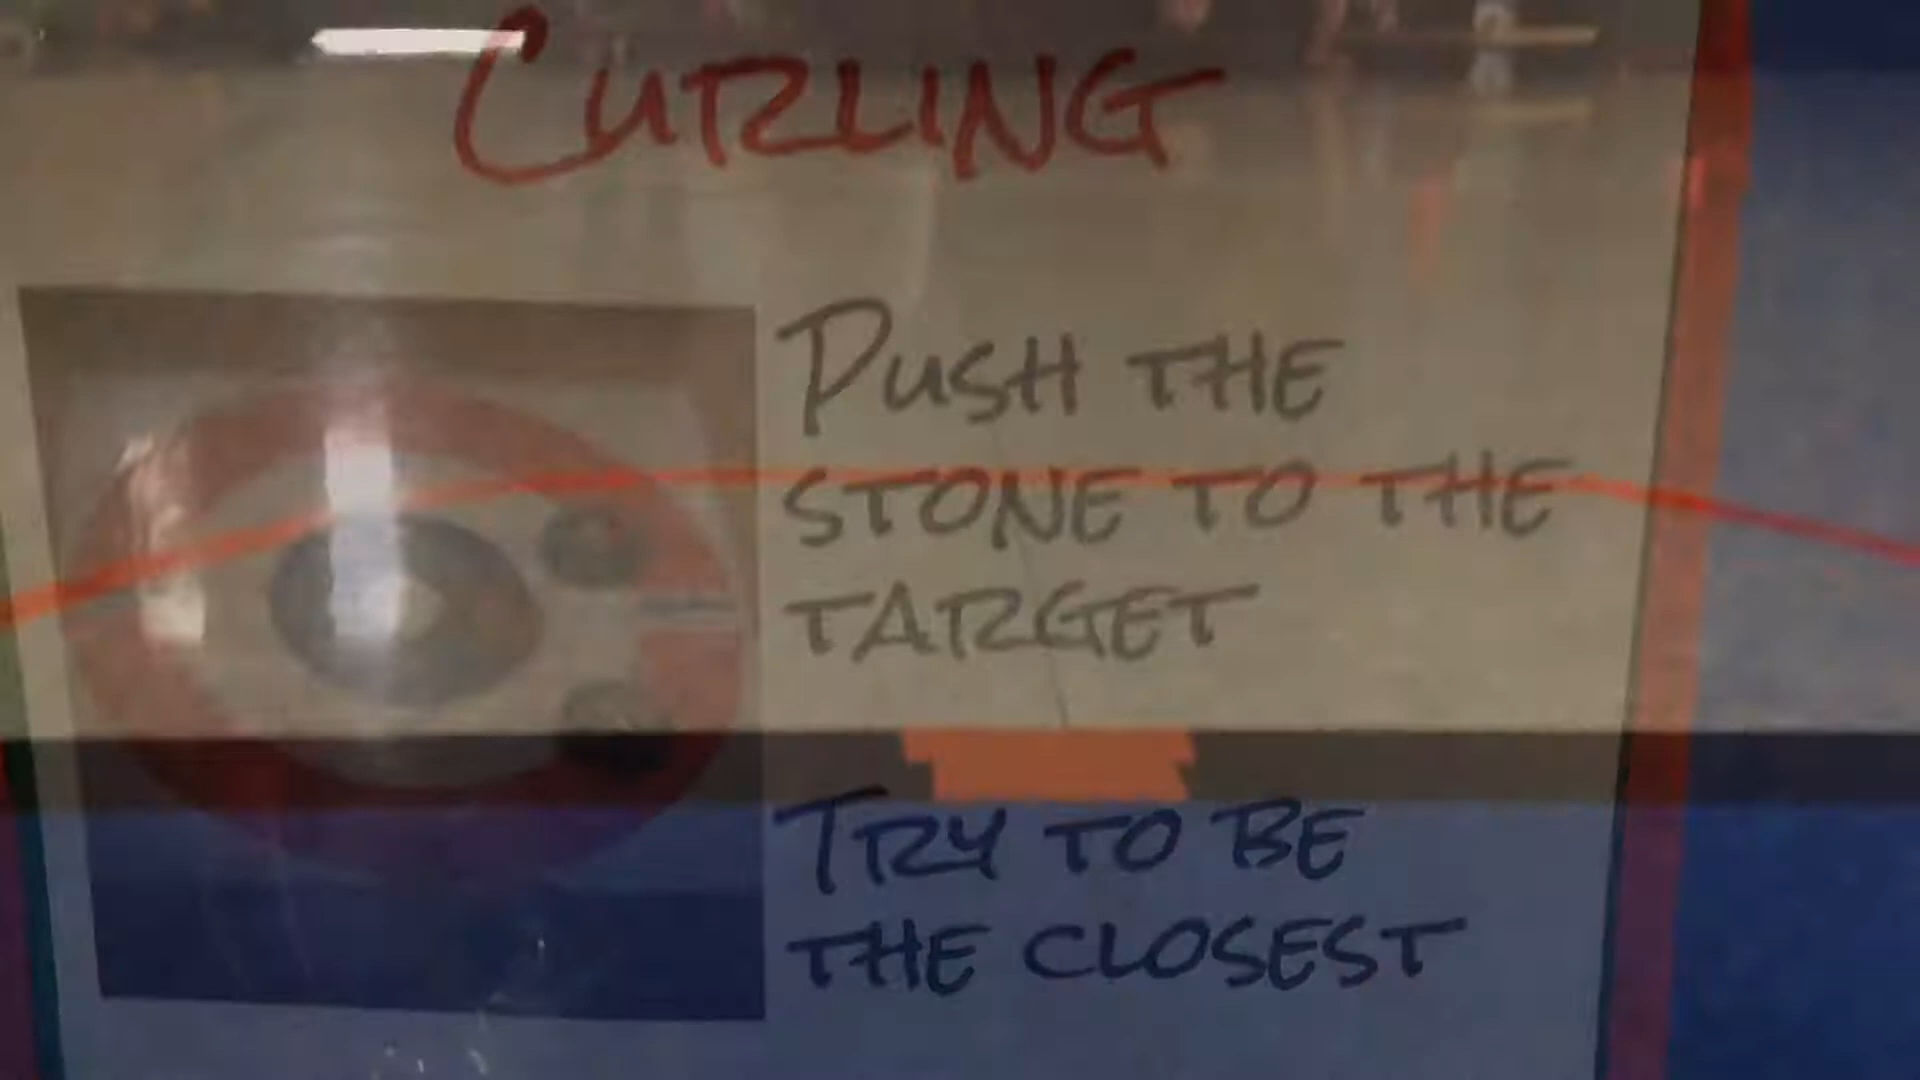 CURLING
PUSH THE
STONE TO THE
TARGET
TRY TO BE
THE CLOSEST